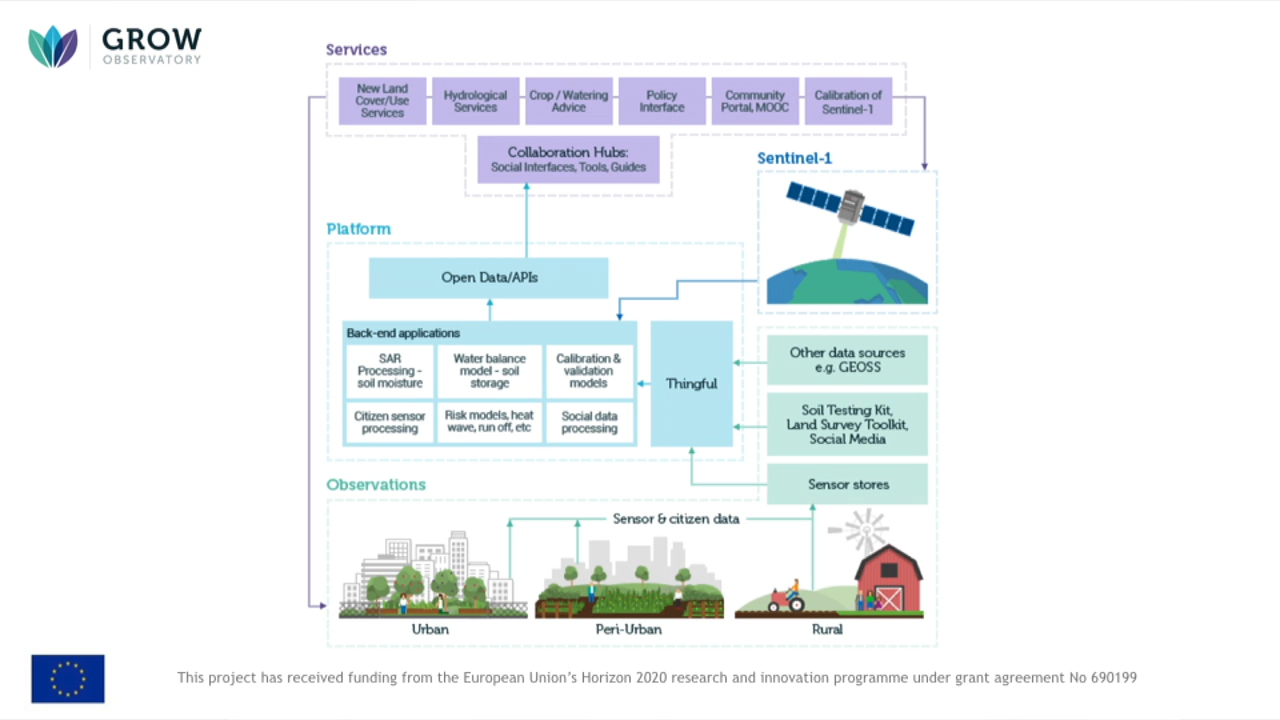 GROW
OBSERVATORY
Services
New Land
Cover/Use
Services
Hydrological
Services
Crop / Watering
Advice
Policy
Interface
Community
Portal, MOOC
Calibration of
Sentinel-1
Collaboration Hubs:
Social Interfaces, Tools, Guides
Sentinel-1
Platform
Open Data/APIs
Back-end applications
SAR
Processing -
soil moisture
Water balance
model - soil
storage
Calibration &
validation
models
Citizen sensor
processing
Risk models, heat
wave, run off, etc
Social data
processing
Thingful
Other data sources
e.g. GEOSS
Soil Testing Kit,
Land Survey Toolkit,
Social Media
Sensor stores
Observations
Sensor & citizen data
Urban
Peri-Urban
Rural
This project has received funding from the European Union's Horizon 2020 research and innovation programme under grant agreement No 690199